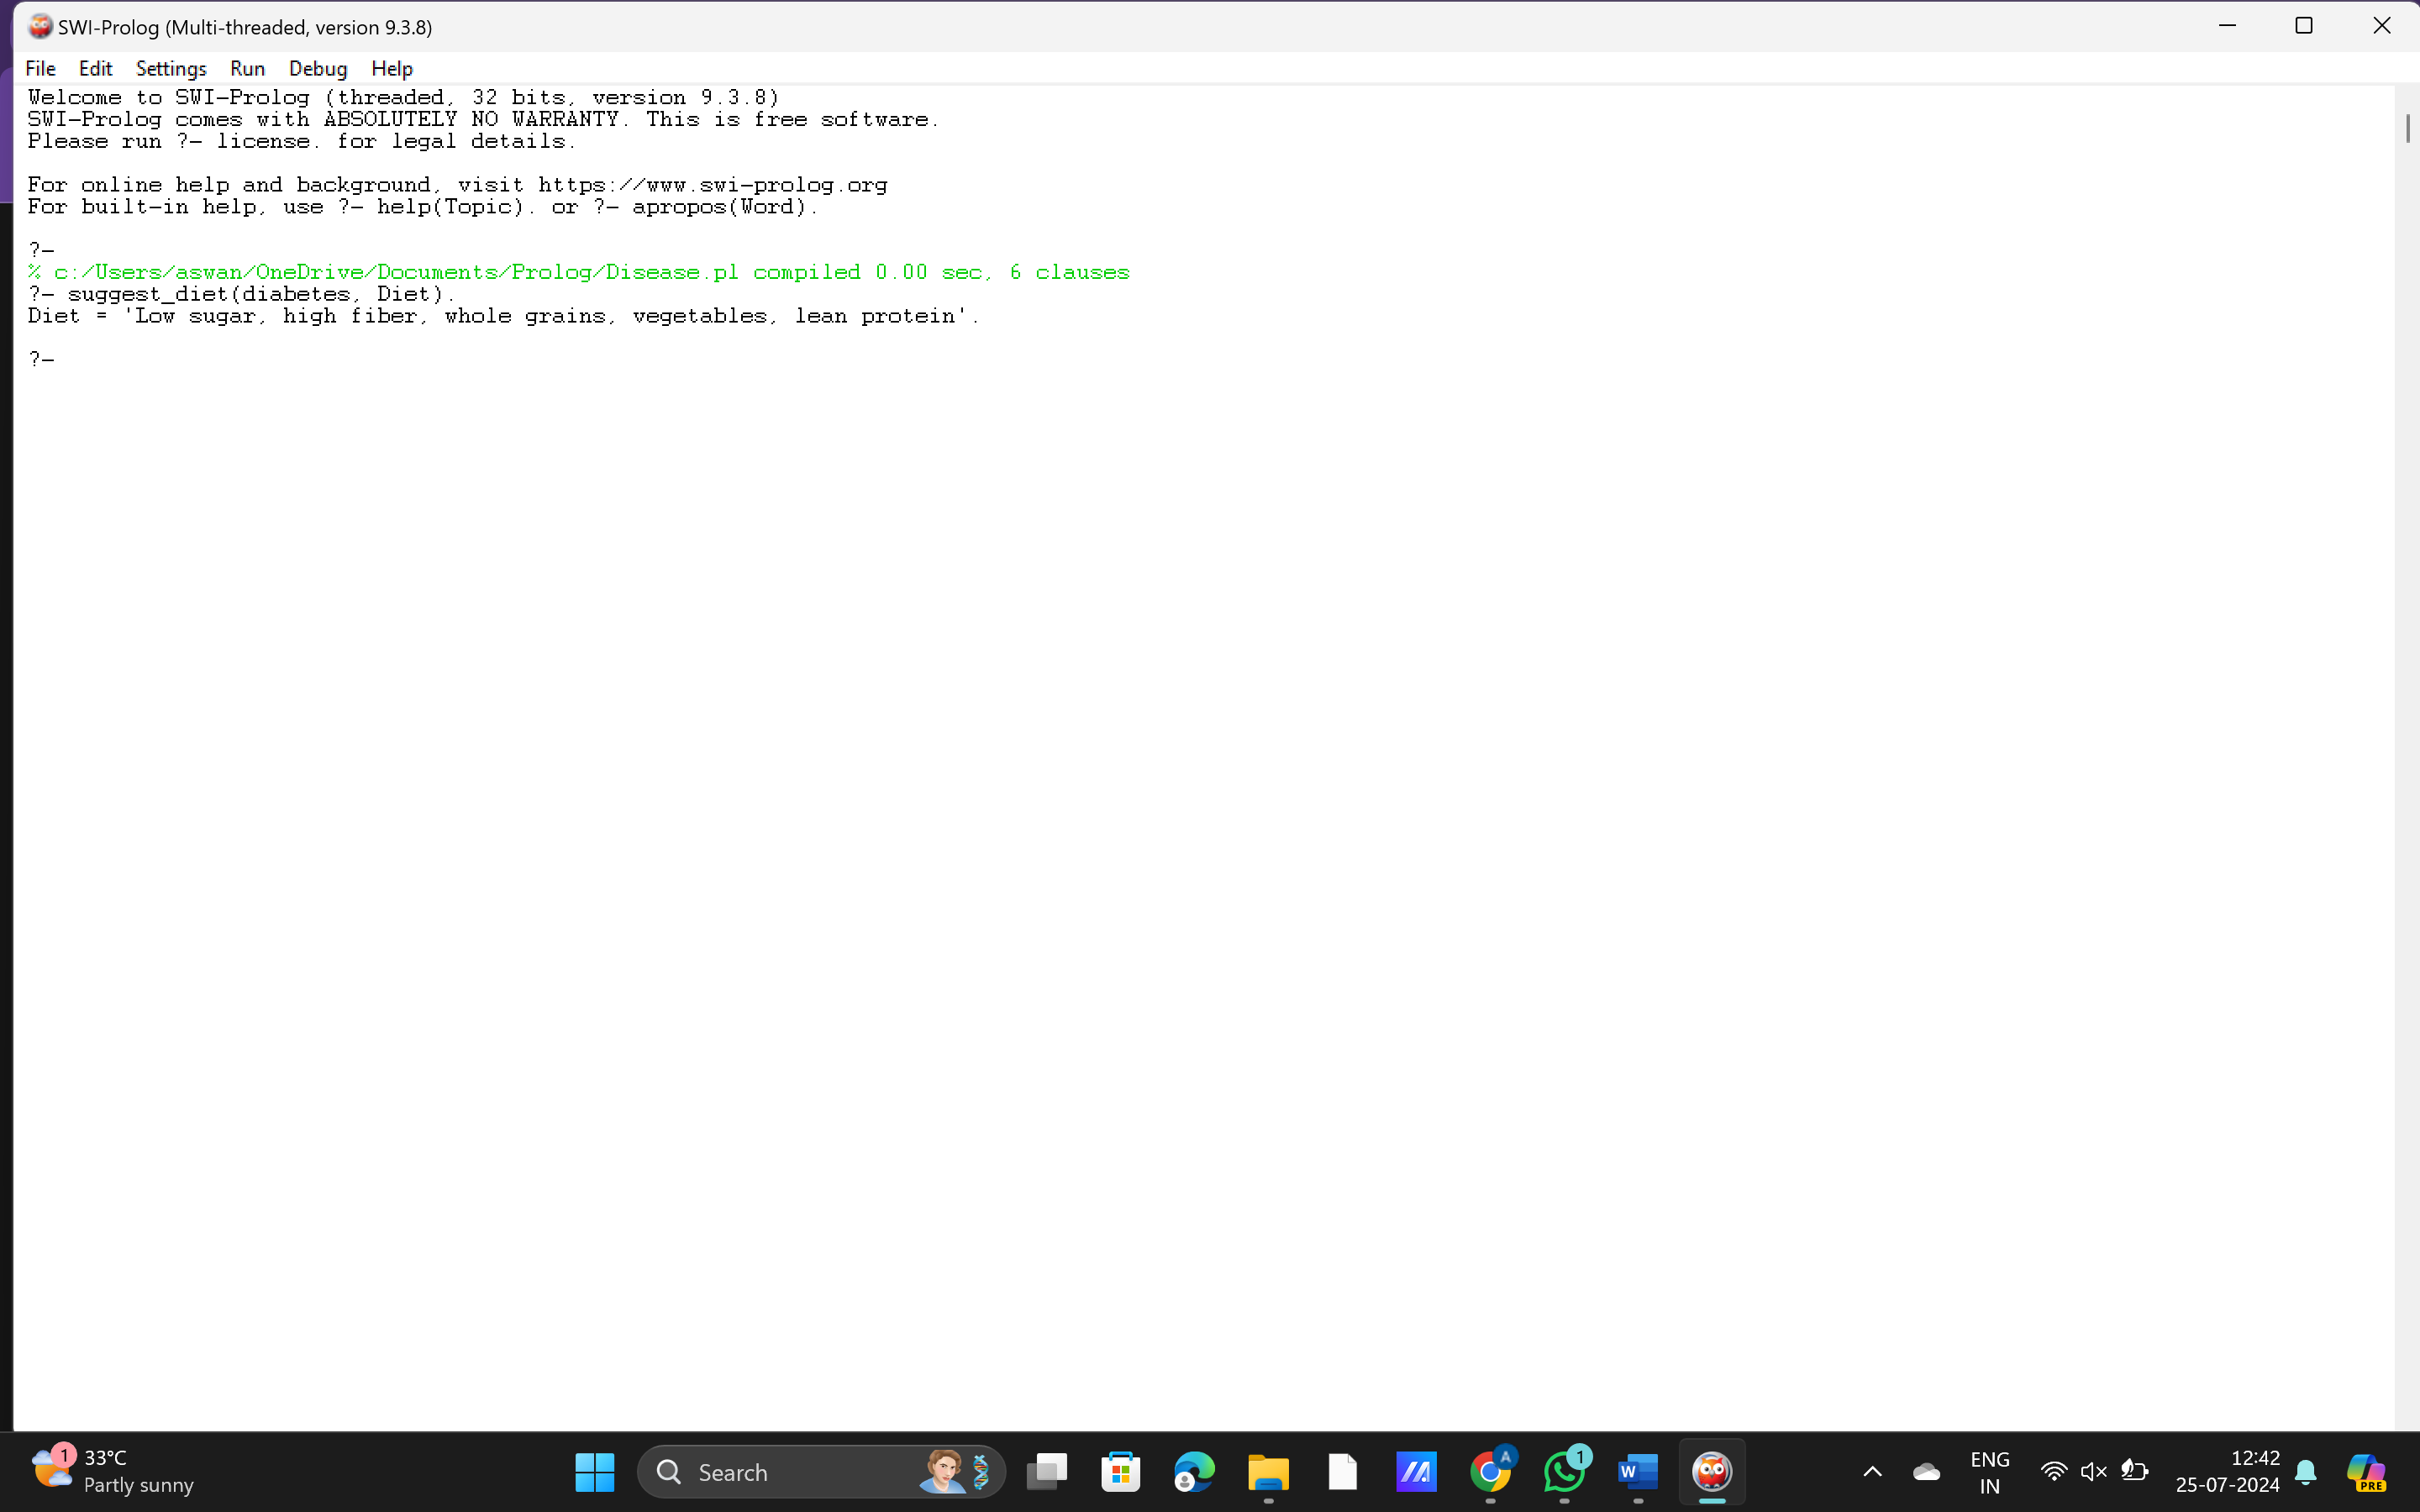 SWI-Prolog (Multi-threaded, version 9.3.8)
File Edit Settings Run Debug Help
Welcome to SWI-Prolog (threaded, 32 bits, version 9.3.8)
SWI-Prolog comes with ABSOLUTELY NO WARRANTY. This is free software.
Please run ?- license. for legal details.
For online help and background, visit https://www.swi-prolog.org
For built-in help, use ?- help(Topic). or ?- apropos(Word).
?-
% c:/Users/aswan/OneDrive/Documents/Prolog/Disease.pl compiled 0.00 sec, 6 clauses
?- suggest_diet(diabetes, Diet).
Diet = 'Low sugar, high fiber, whole grains, vegetables, lean protein'.
?-
1
33°C
Partly sunny
Search
A
1
W
ENG
IN
12:42
25-07-2024
PRE